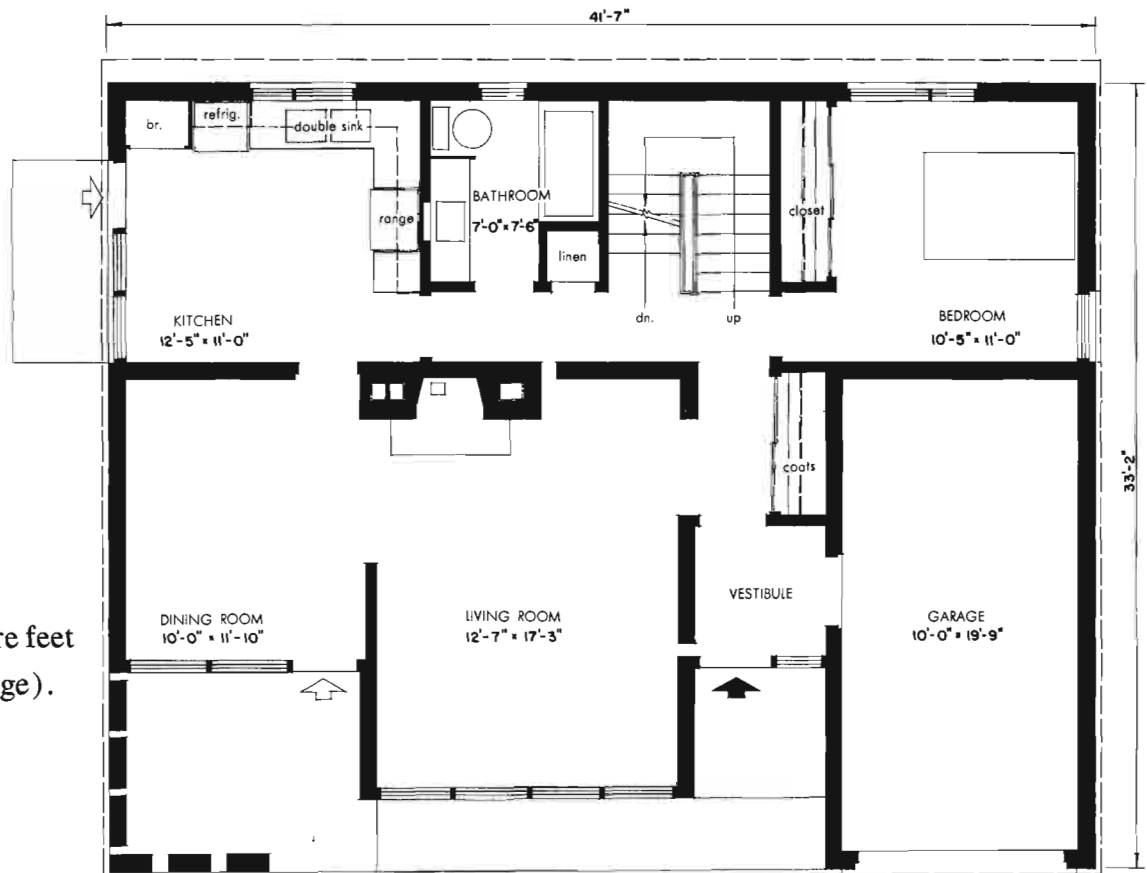 41'-7"
br.
refrig.
double sink
range
BATHROOM
7'-0" x 7'-6"
linen
closet
dn.
up
KITCHEN
12'-5" x 11'-0"
BEDROOM
10'-5" x 11'-0"
coats
33'-2"
DINING ROOM
10'-0" x 11'-10"
LIVING ROOM
12'-7" x 17'-3"
VESTIBULE
GARAGE
10'-0" x 19'-9"
re feet
ge).